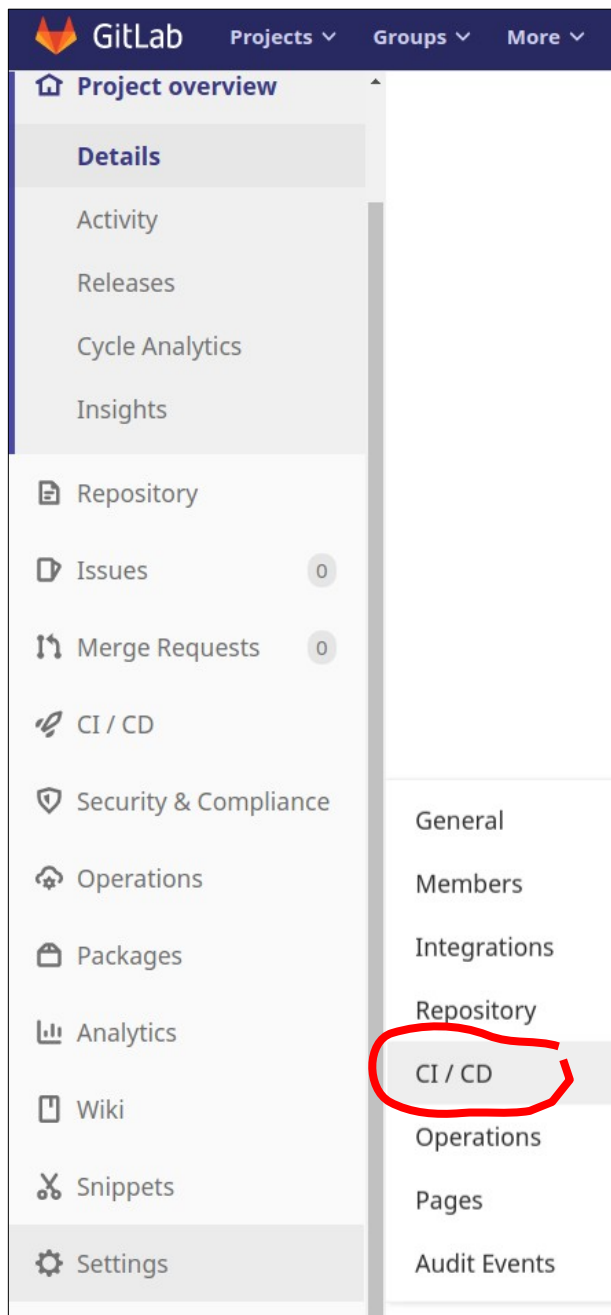 GitLab Projects Groups More
Project overview
Details
Activity
Releases
Cycle Analytics
Insights
Repository
Issues 0
Merge Requests 0
CI / CD
Security & Compliance
Operations
Packages
Analytics
Wiki
Snippets
Settings
General
Members
Integrations
Repository
CI / CD
Operations
Pages
Audit Events